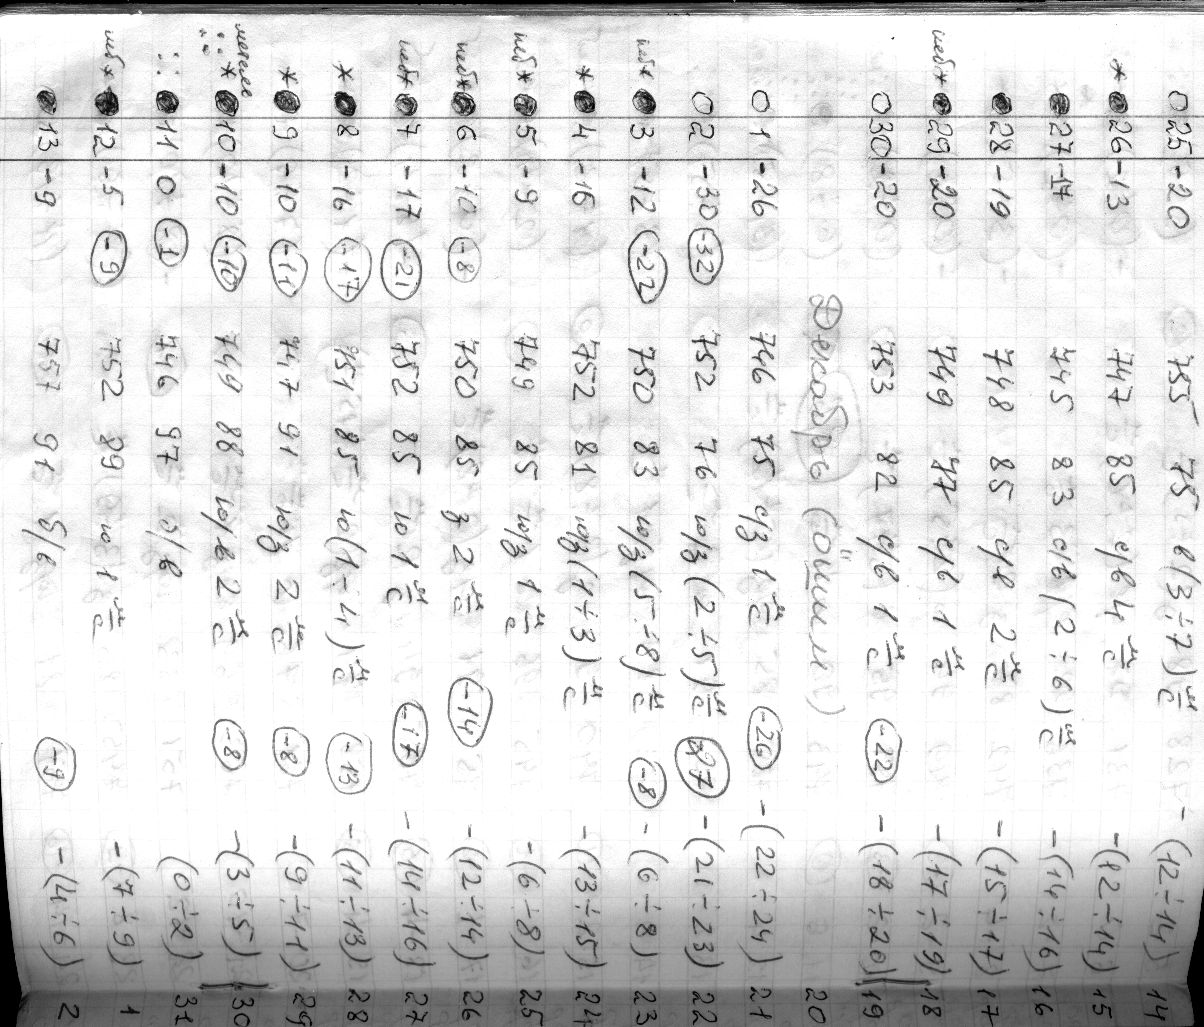 ○ 25 -20 755 75 в (3÷7) м/с -(12÷14) 14
* ● 26 -13 747 85 с/в 4 м/с -(12÷14) 15
● 27 -14 745 83 св (2÷6) м/с -(14÷16) 16
● 28 -19 748 85 с/в 2 м/с -(15÷17) 17
неб * ● 29 -20 749 77 с/в 1 м/с -(17÷19) 18
○ 30 -20 753 82 с/в 1 м/с (-22) -(18÷20) 19
Декабрь 20
○ 1 -26 746 75 с/з 1 м/с (-26) -(22÷24) 21
○ 2 -30 (-32) 752 76 ю/з (2÷5) м/с (-27) -(21÷23) 22
неб * ● 3 -12 (-22) 750 83 ю/з (5÷8) м/с (-8) -(6÷8) 23
* ● 4 -16 752 81 ю/з (1÷3) м/с -(13÷15) 24
неб * ● 5 -9 749 85 ю/з 1 м/с -(6÷8) 25
неб * ● 6 -10 (-8) 750 85 з 2 м/с (-14) -(12÷14) 26
неб * ● 7 -17 (-21) 752 85 ю 1 м/с (-17) -(14÷16) 27
* ● 8 -16 (-17) 751 85 ю (1÷4) м/с (-13) -(11÷13) 28
* ● 9 -10 (-11) 747 91 ю/з 2 м/с (-8) -(9÷11) 29
метель * ● 10 -10 (-10) 749 88 ю/в 2 м/с (-8) -(3÷5) 30
● 11 0 (-1) 746 97 б/в (0÷2) 31
неб * ● 12 -5 (-9) 752 89 ю 1 м/с -(7÷9) 1
● 13 -9 757 91 б/в (-9) -(4÷6) 2